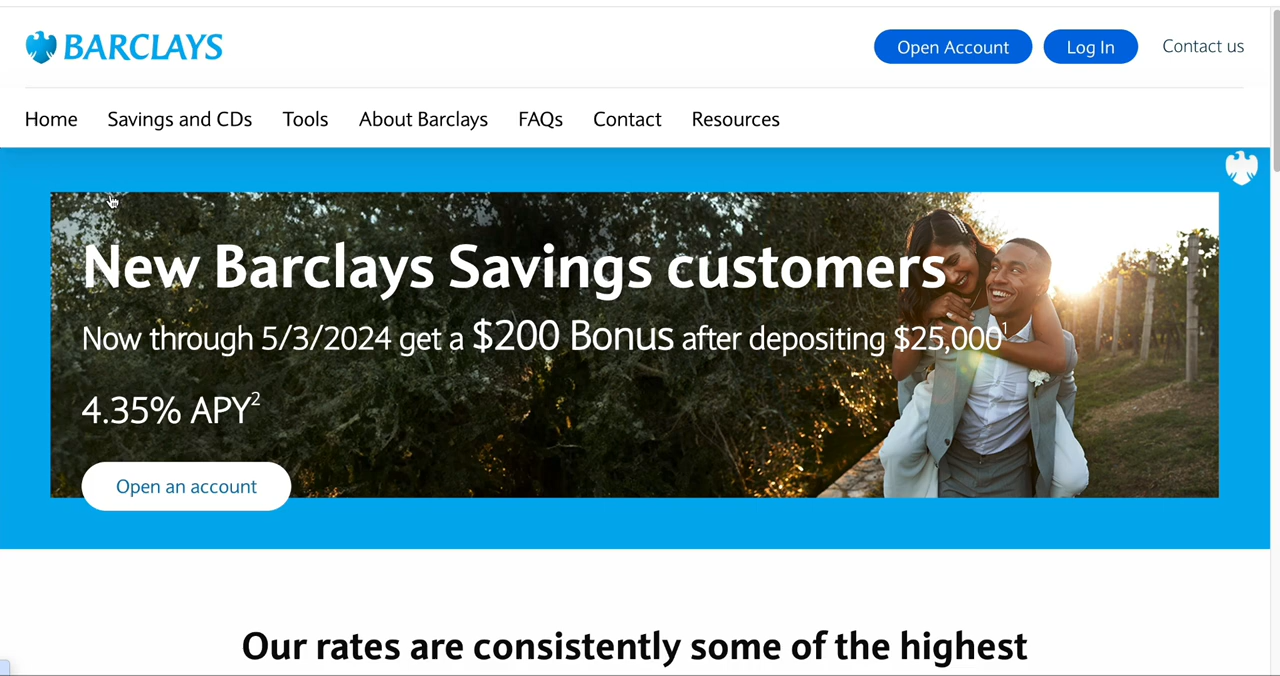 BARCLAYS
Open Account
Log In
Contact us
Home
Savings and CDs
Tools
About Barclays
FAQs
Contact
Resources
New Barclays Savings customers
Now through 5/3/2024 get a $200 Bonus after depositing $25,000¹
4.35% APY²
Open an account
Our rates are consistently some of the highest